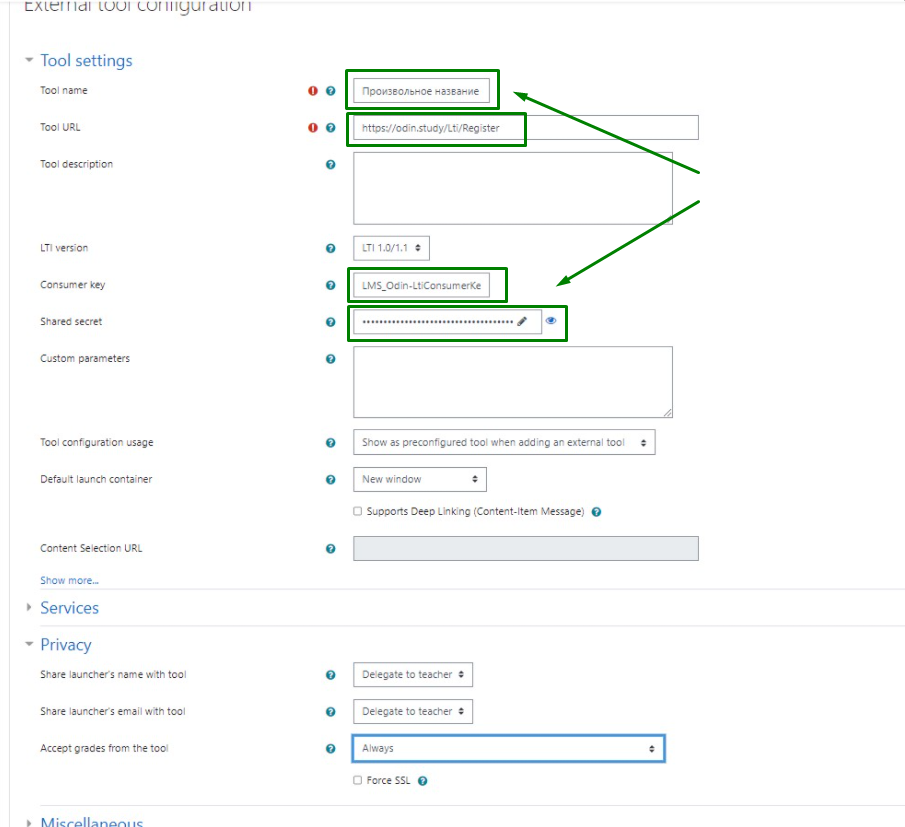 External tool configuration
Tool settings
Tool name
Произвольное название
Tool URL
https://odin.study/Lti/Register
Tool description
LTI version
LTI 1.0/1.1
Consumer key
LMS_Odin-LtiConsumerKe
Shared secret
Custom parameters
Tool configuration usage
Show as preconfigured tool when adding an external tool
Default launch container
New window
Supports Deep Linking (Content-Item Message)
Content Selection URL
Show more...
Services
Privacy
Share launcher's name with tool
Delegate to teacher
Share launcher's email with tool
Delegate to teacher
Accept grades from the tool
Always
Force SSL
Miscellaneous